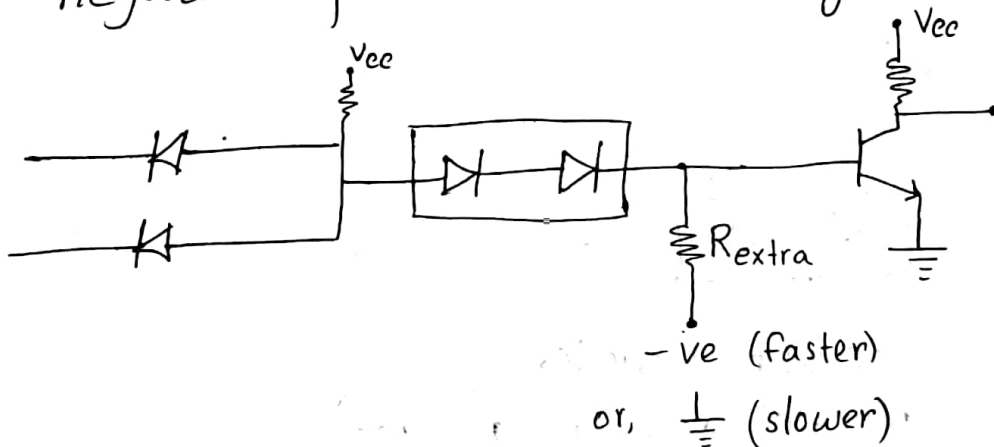 Vcc
Vcc
Rextra
-ve (faster)
or, (slower)